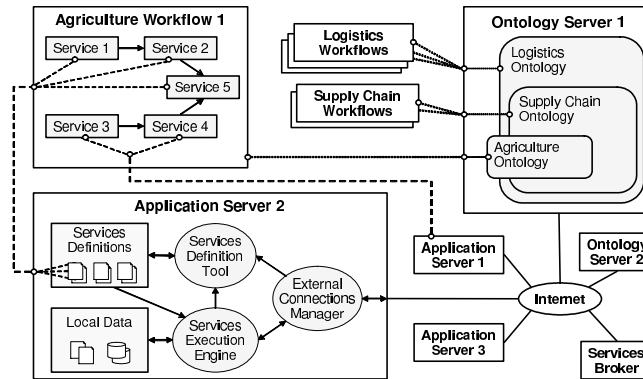 Agriculture Workflow 1
Service 1
Service 2
Service 5
Service 3
Service 4
Logistics
Workflows
Supply Chain
Workflows
Ontology Server 1
Logistics
Ontology
Supply Chain
Ontology
Agriculture
Ontology
Application Server 2
Services
Definitions
Services
Definition
Tool
External
Connections
Manager
Local Data
Services
Execution
Engine
Application
Server 1
Ontology
Server 2
Internet
Application
Server 3
Services
Broker